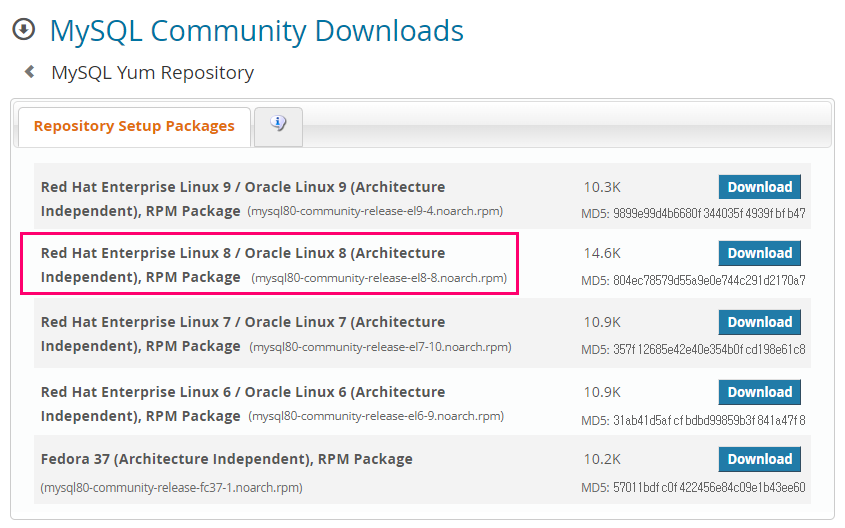 MySQL Community Downloads
MySQL Yum Repository
Repository Setup Packages
Red Hat Enterprise Linux 9 / Oracle Linux 9 (Architecture 10.3K Download
Independent), RPM Package (mysql80-community-release-el9-4.noarch.rpm) MD5: 9899e99d4b6680f344035f4939fbfb47
Red Hat Enterprise Linux 8 / Oracle Linux 8 (Architecture 14.6K Download
Independent), RPM Package (mysql80-community-release-el8-8.noarch.rpm) MD5: 804ec78579d55a9e0e744c291d2170a7
Red Hat Enterprise Linux 7 / Oracle Linux 7 (Architecture 10.9K Download
Independent), RPM Package (mysql80-community-release-el7-10.noarch.rpm) MD5: 357f12685e42e40e354b0fcd198e61c8
Red Hat Enterprise Linux 6 / Oracle Linux 6 (Architecture 10.9K Download
Independent), RPM Package (mysql80-community-release-el6-9.noarch.rpm) MD5: 31ab41d5afcfbdbd99859b3f841a47f8
Fedora 37 (Architecture Independent), RPM Package 10.2K Download
(mysql80-community-release-fc37-1.noarch.rpm) MD5: 57011bdfc0f422456e84c09e1b43ee60